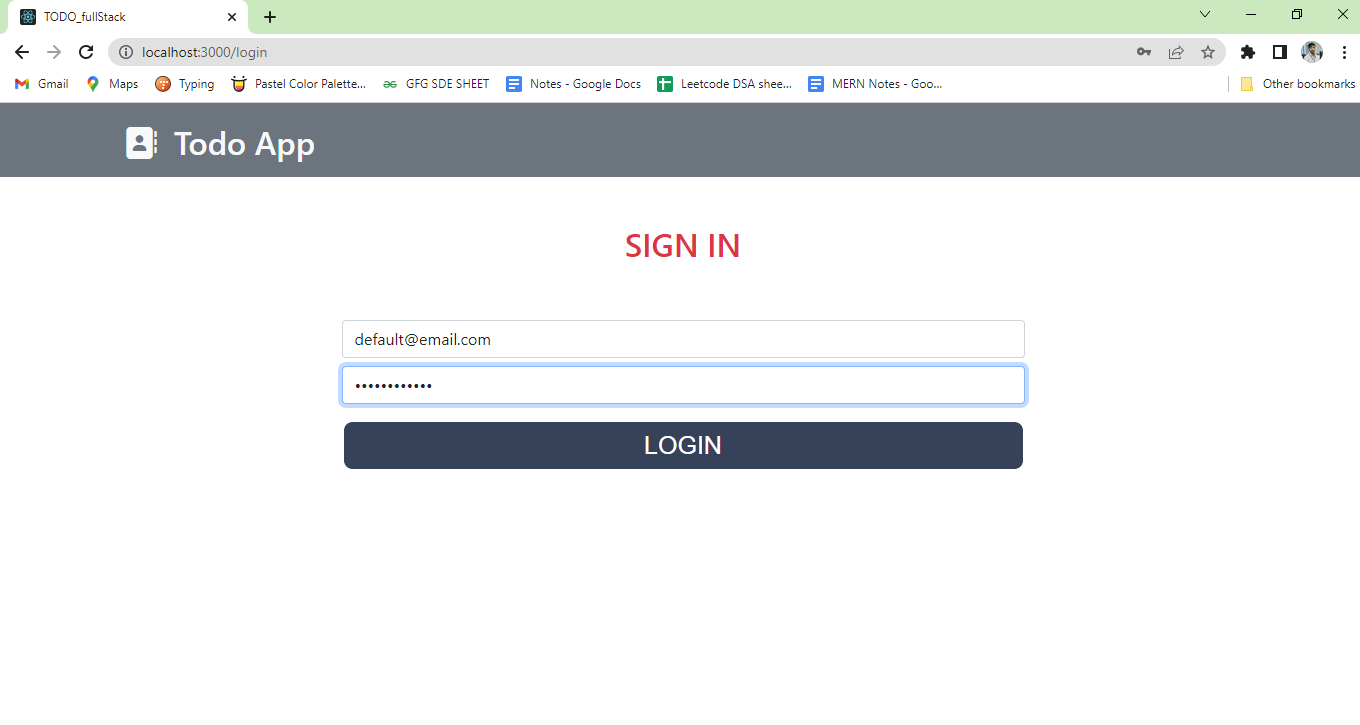 TODO_fullStack
localhost:3000/login
Gmail Maps Typing Pastel Color Palette... GFG SDE SHEET Notes - Google Docs Leetcode DSA shee... MERN Notes - Goo... Other bookmarks
Todo App
SIGN IN
default@email.com
••••••••••••
LOGIN